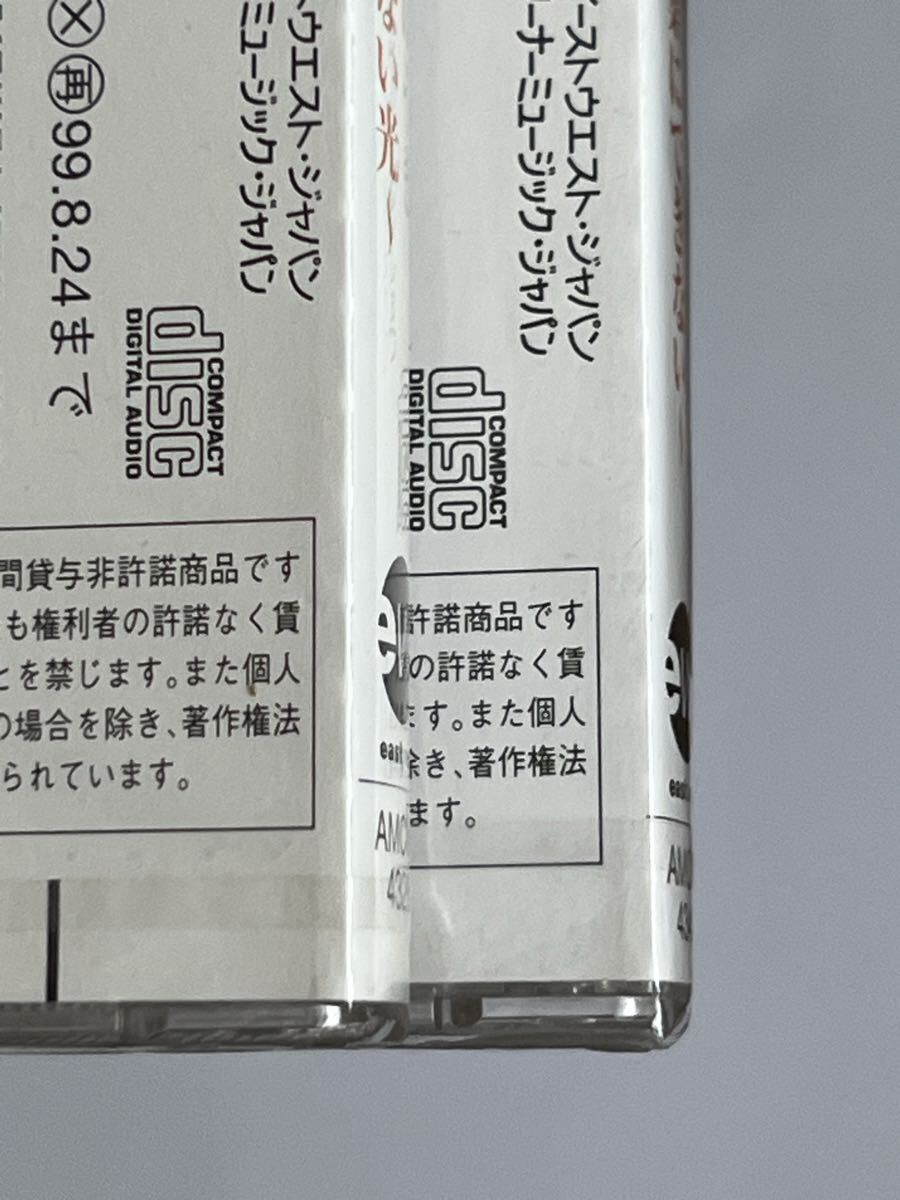 Ⓧ㊢99.8.24まで
トウエスト・ジャパン
ミュージック・ジャパン
COMPACT
disc
DIGITAL AUDIO
間貸与非許諾商品です
も権利者の許諾なく賃
とを禁じます。また個人
の場合を除き、著作権法
られています。
ない光〜
e
east
AMC
ーストウエスト・ジャパン
ーナーミュージック・ジャパン
COMPACT
disc
DIGITAL AUDIO
許諾商品です
の許諾なく賃
ます。また個人
除き、著作権法
ます。
east